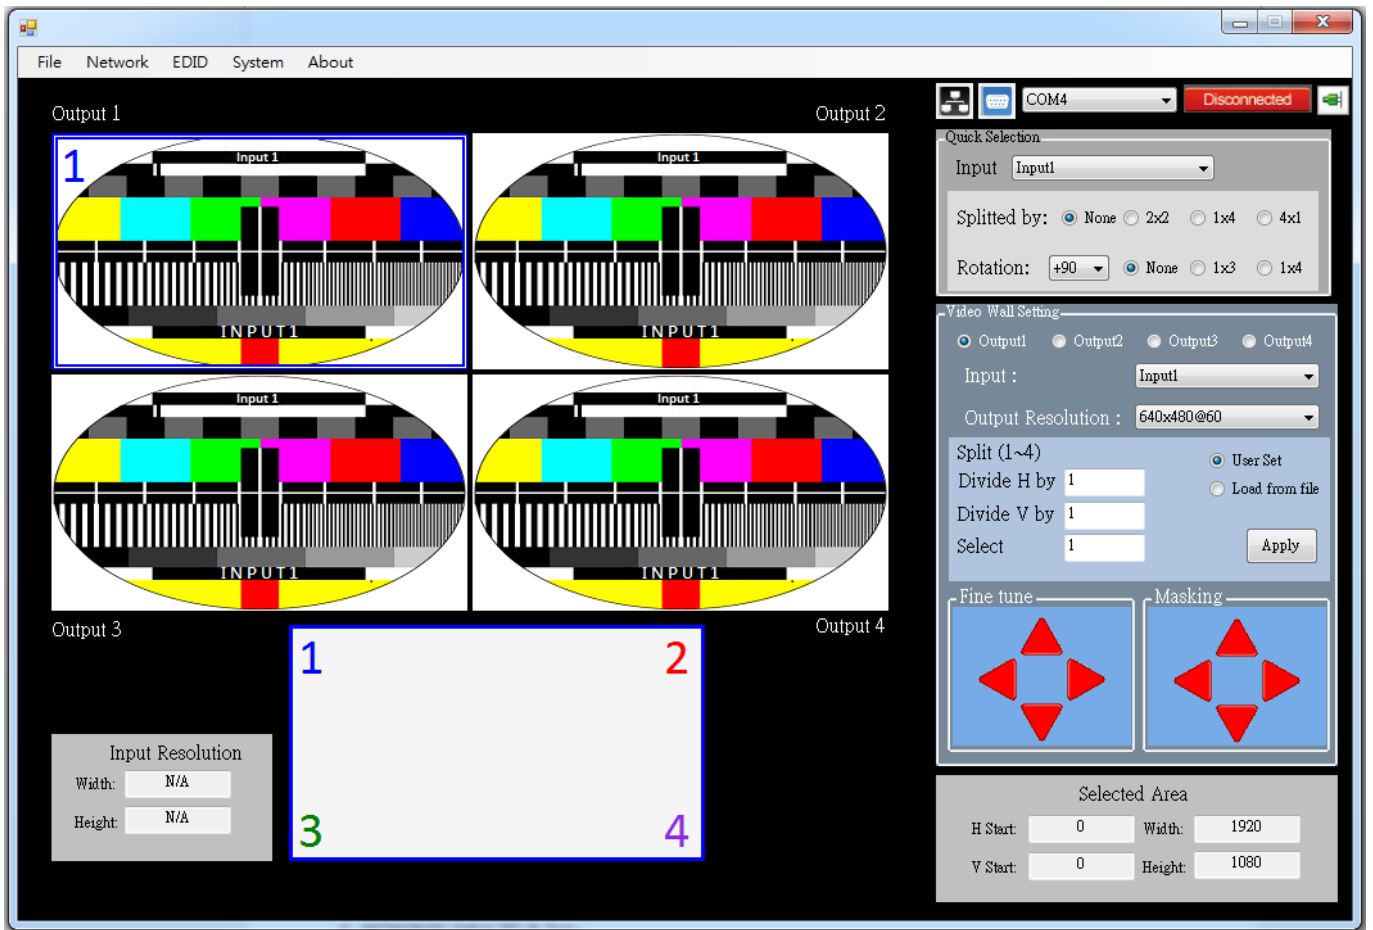 File Network EDID System About
Output 1
Output 2
1
Input 1
INPUT1
Input 1
INPUT1
Input 1
INPUT1
Input 1
INPUT1
Output 3
Output 4
1
2
3
4
Input Resolution
Width: N/A
Height: N/A
COM4
Disconnected
Quick Selection
Input Input1
Splitted by: None 2x2 1x4 4x1
Rotation: +90 None 1x3 1x4
Video Wall Setting
Output1 Output2 Output3 Output4
Input : Input1
Output Resolution : 640x480@60
Split (1~4)
User Set
Divide H by 1
Load from file
Divide V by 1
Select 1
Apply
Fine tune
Masking
Selected Area
H Start: 0 Width: 1920
V Start: 0 Height: 1080